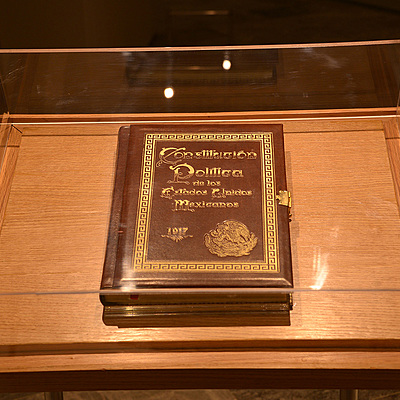 Constitución
Política
de los
Estados Unidos
Mexicanos
1917